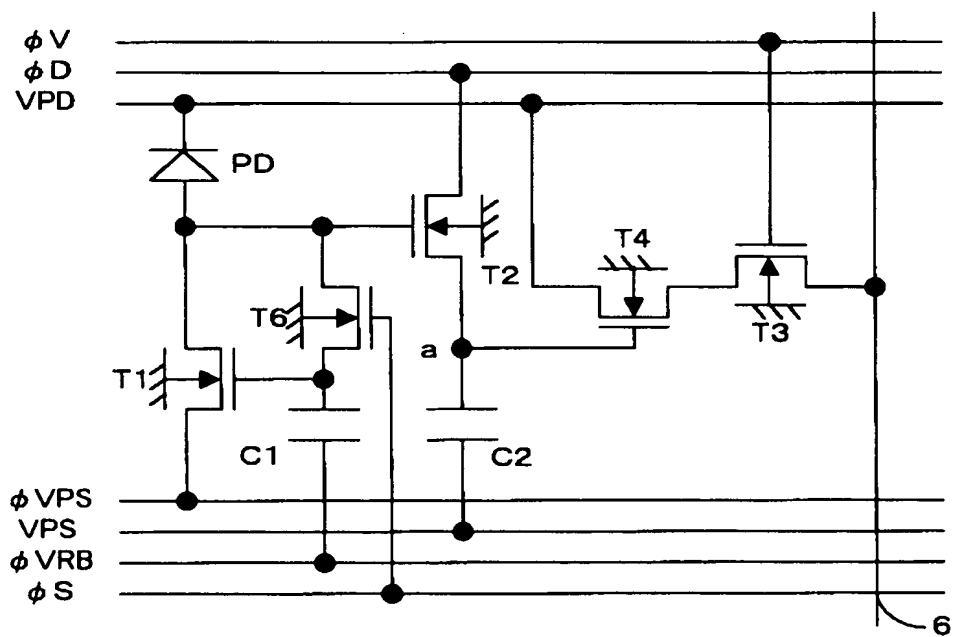 φV
φD
VPD
PD
T4
T2
T6
T3
a
T1
C1
C2
φVPS
VPS
φVRB
φS
6